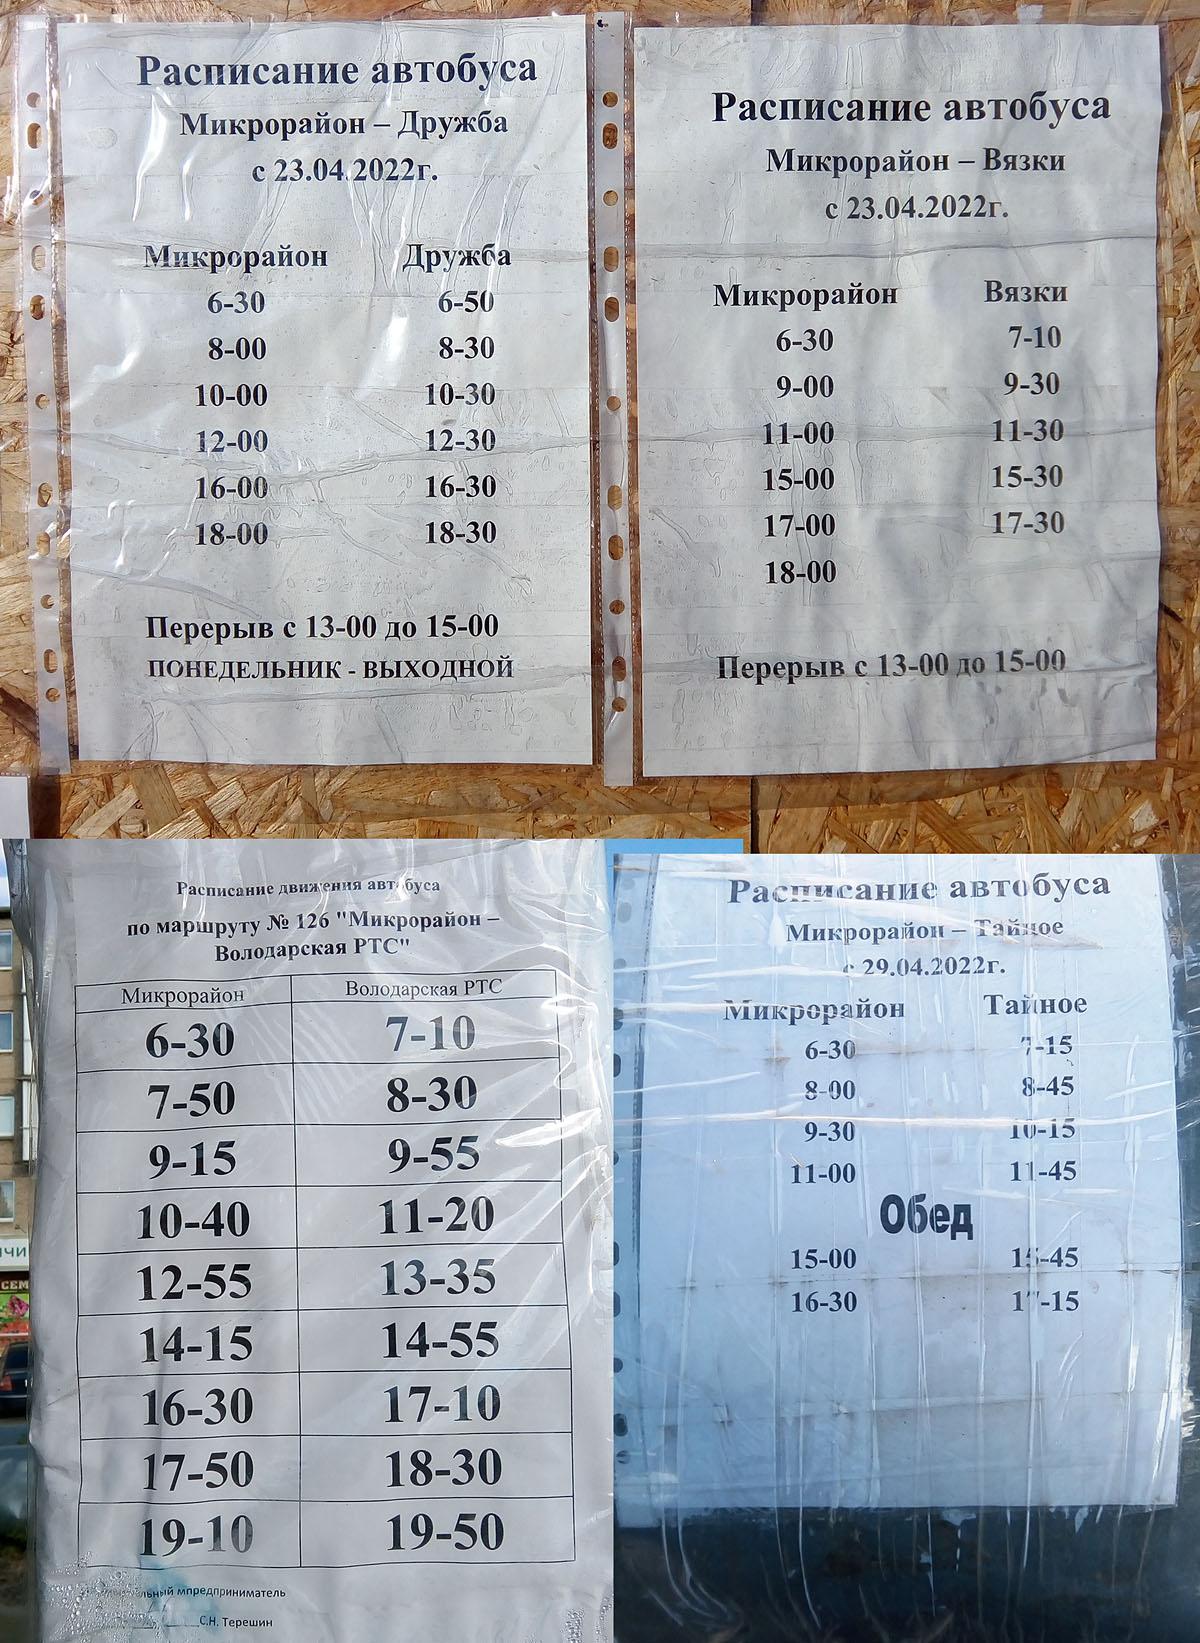 Расписание автобуса
Микрорайон – Дружба
с 23.04.2022г.
Микрорайон Дружба
6-30 6-50
8-00 8-30
10-00 10-30
12-00 12-30
16-00 16-30
18-00 18-30
Перерыв с 13-00 до 15-00
ПОНЕДЕЛЬНИК - ВЫХОДНОЙ
Расписание автобуса
Микрорайон – Вязки
с 23.04.2022г.
Микрорайон Вязки
6-30 7-10
9-00 9-30
11-00 11-30
15-00 15-30
17-00 17-30
18-00
Перерыв с 13-00 до 15-00
Расписание движения автобуса
по маршруту № 126 "Микрорайон –
Володарская РТС"
Микрорайон Володарская РТС
6-30 7-10
7-50 8-30
9-15 9-55
10-40 11-20
12-55 13-35
14-15 14-55
16-30 17-10
17-50 18-30
19-10 19-50
мпредприниматель
С.Н. Терешин
Расписание автобуса
Микрорайон – Тайное
с 29.04.2022г.
Микрорайон Тайное
6-30 7-15
8-00 8-45
9-30 10-15
11-00 11-45
Обед
15-00 15-45
16-30 17-15
СЕМ